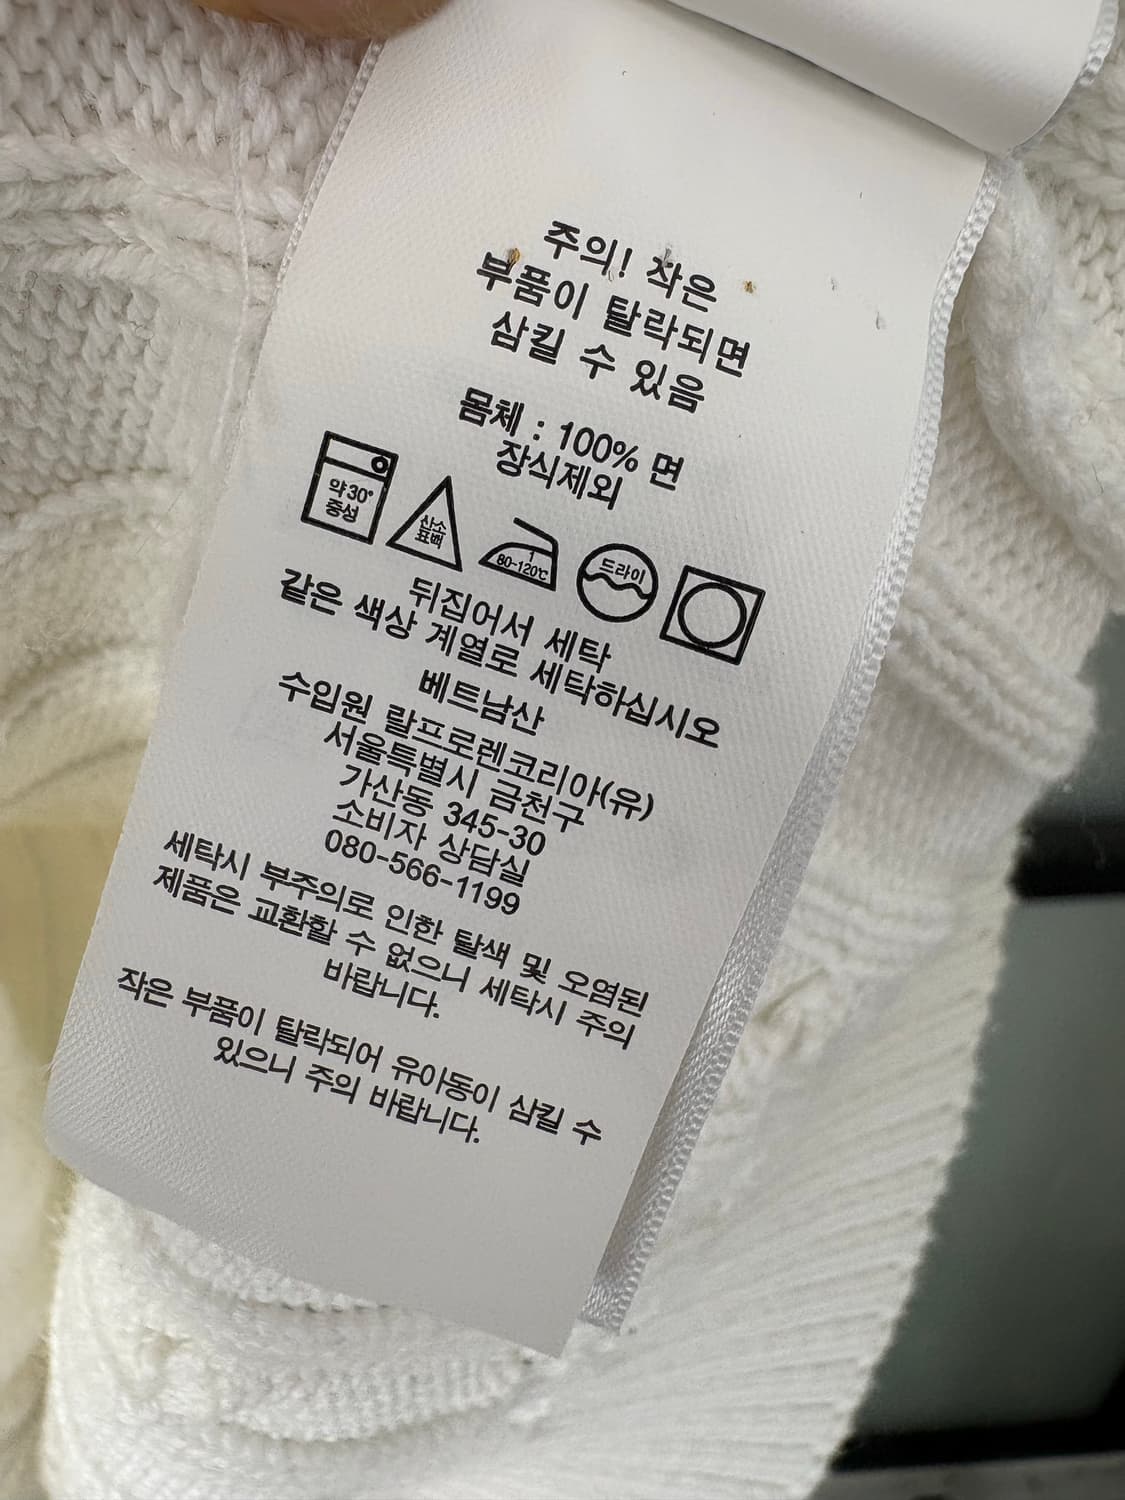 주의! 작은
부품이 탈락되면
삼킬 수 있음
몸체 : 100% 면
장식제외
약 30°
중성
산소
표백
1
80-120℃
드라이
뒤집어서 세탁
같은 색상 계열로 세탁하십시오
베트남산
수입원 랄프로렌코리아(유)
서울특별시 금천구
가산동 345-30
소비자 상담실
080-566-1199
세탁시 부주의로 인한 탈색 및 오염된
제품은 교환할 수 없으니 세탁시 주의
바랍니다.
작은 부품이 탈락되어 유아동이 삼킬 수
있으니 주의 바랍니다.